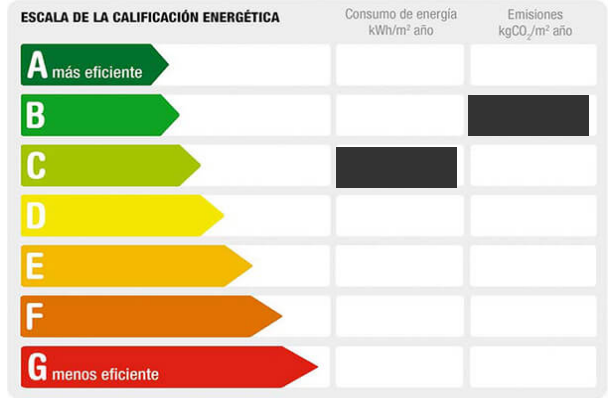 ESCALA DE LA CALIFICACIÓN ENERGÉTICA
Consumo de energía
kWh/m² año
Emisiones
kgCO₂/m² año
A más eficiente
B
C
D
E
F
G menos eficiente